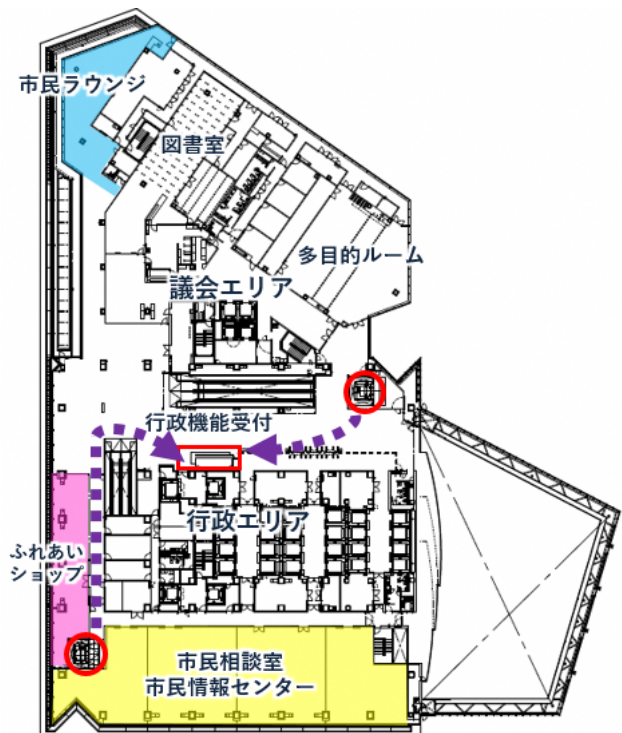 市民ラウンジ
図書室
多目的ルーム
議会エリア
行政機能受付
行政エリア
ふれあい
ショップ
市民相談室
市民情報センター